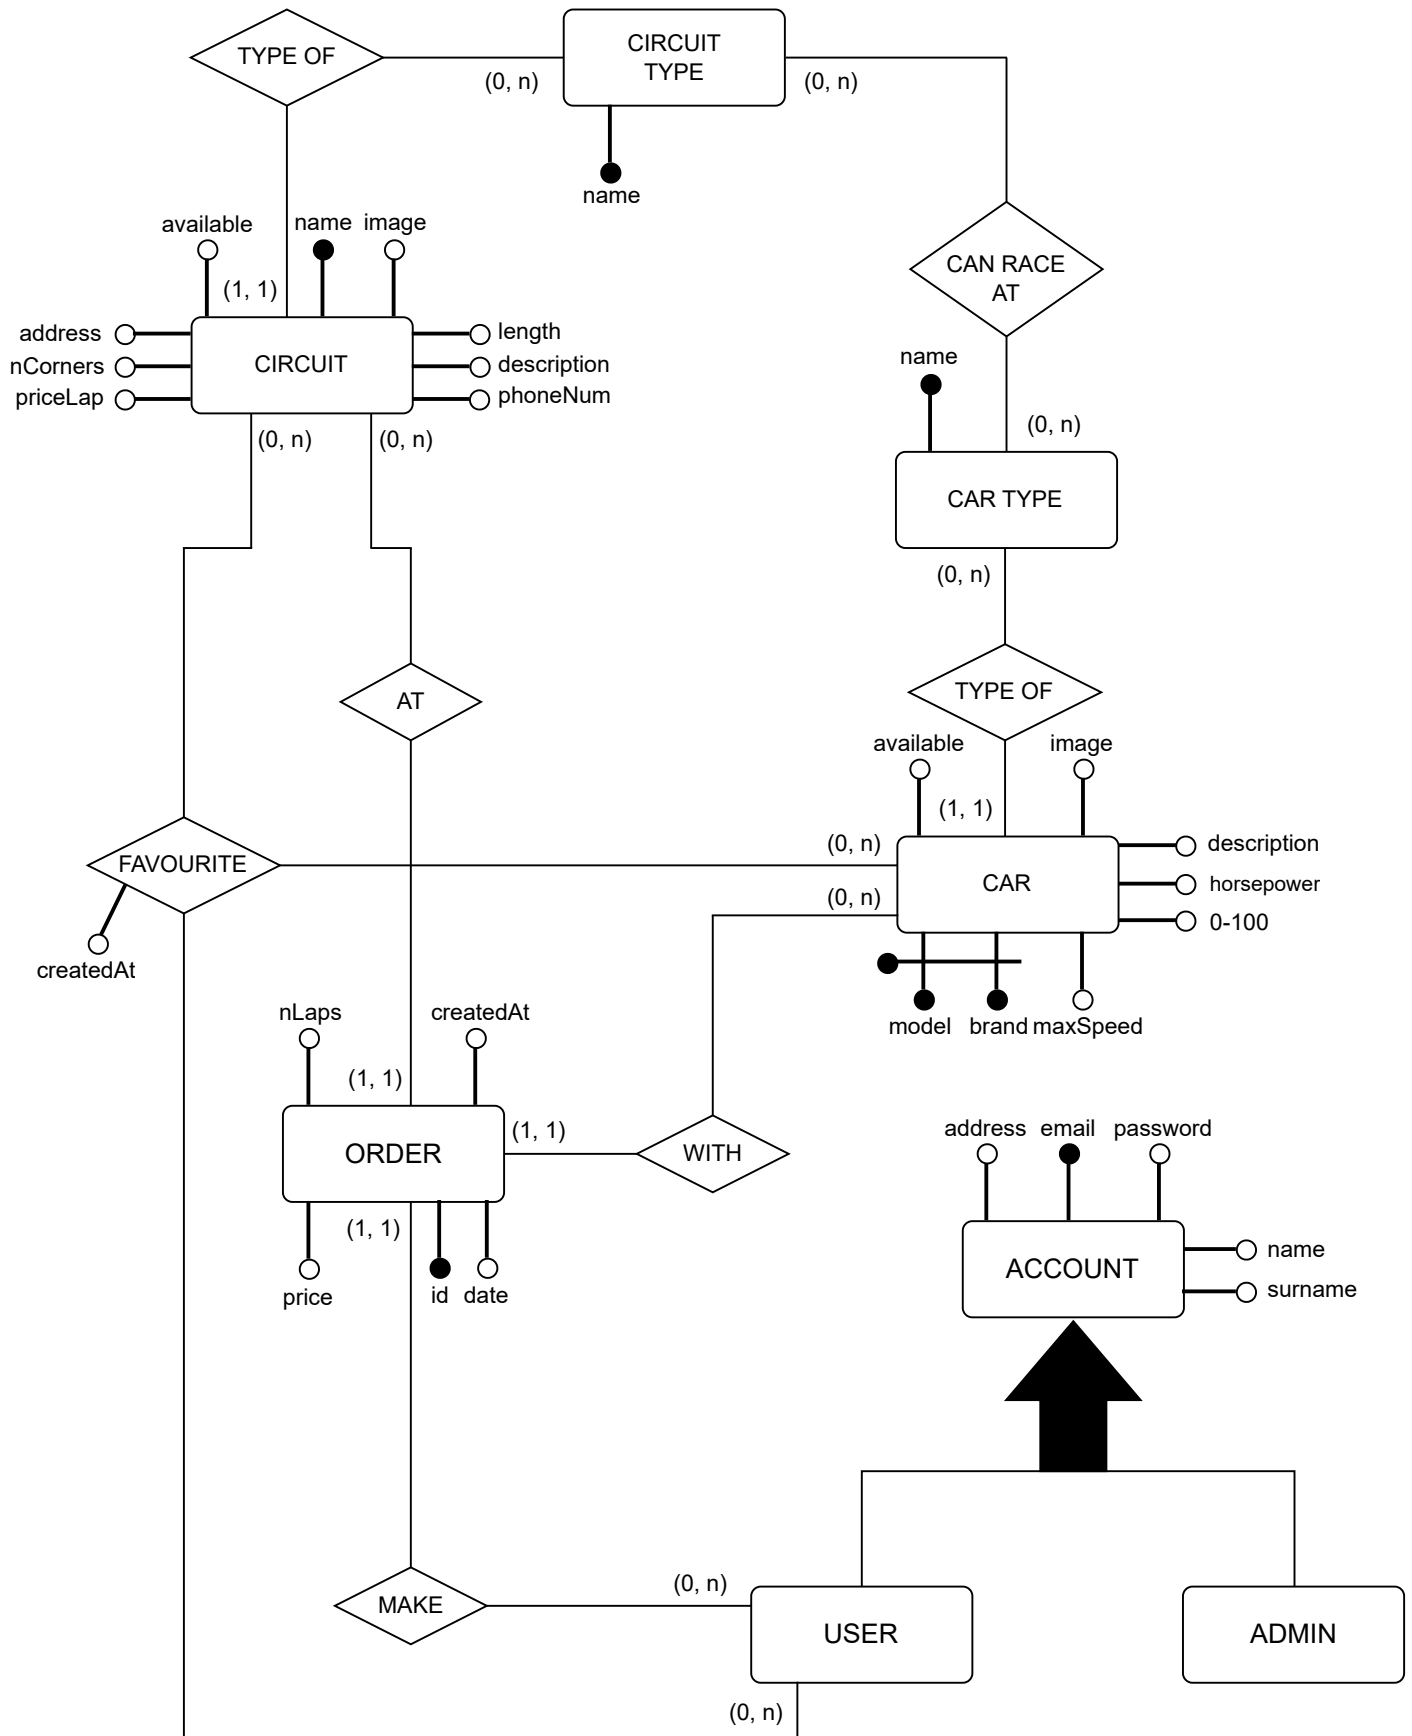 TYPE OF
(0, n)
CIRCUIT
TYPE
(0, n)
name
available
name
image
(1, 1)
address
nCorners
priceLap
CIRCUIT
length
description
phoneNum
(0, n)
(0, n)
CAN RACE
AT
name
(0, n)
CAR TYPE
(0, n)
AT
TYPE OF
available
image
(1, 1)
FAVOURITE
createdAt
(0, n)
(0, n)
CAR
description
horsepower
0-100
model
brand
maxSpeed
nLaps
createdAt
(1, 1)
ORDER
(1, 1)
WITH
(1, 1)
price
id
date
address
email
password
ACCOUNT
name
surname
MAKE
(0, n)
USER
ADMIN
(0, n)